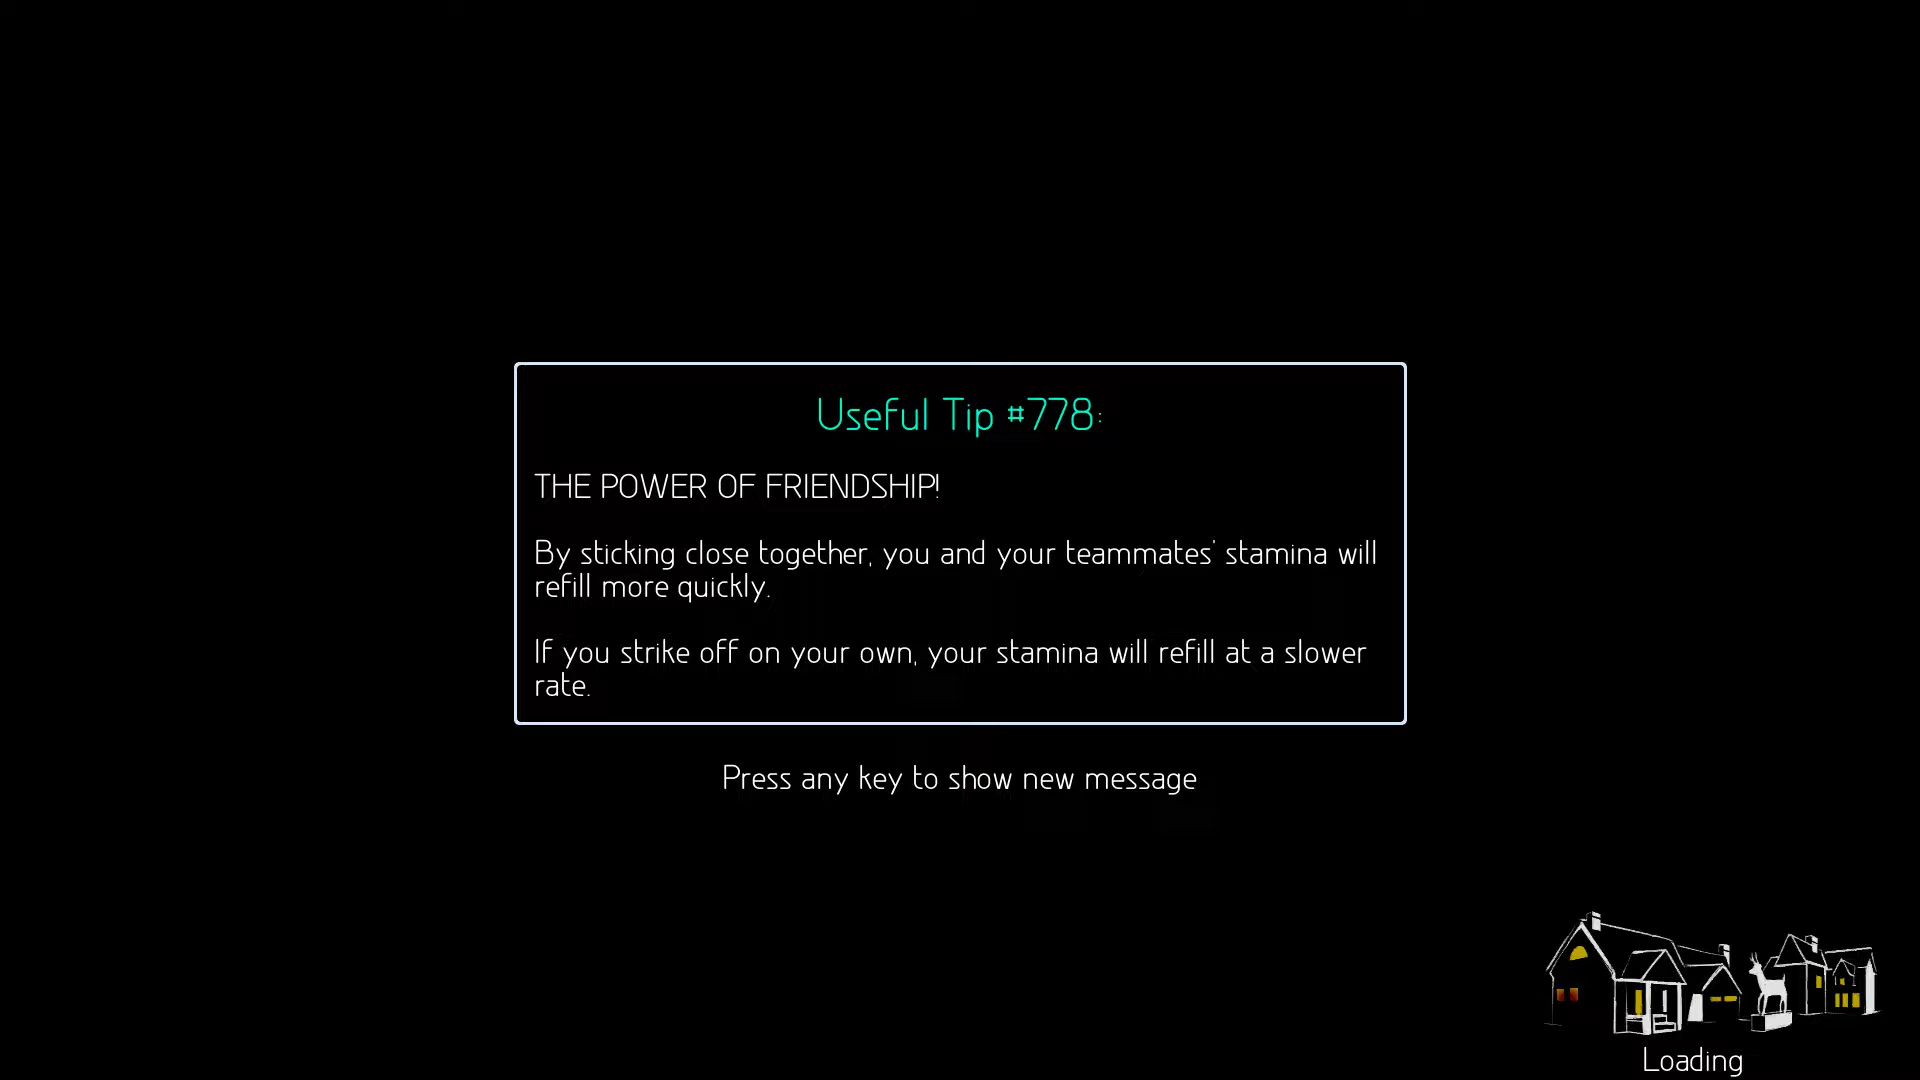 Useful Tip #778:
THE POWER OF FRIENDSHIP!
By sticking close together, you and your teammates' stamina will
refill more quickly.
If you strike off on your own, your stamina will refill at a slower
rate.
Press any key to show new message
Loading